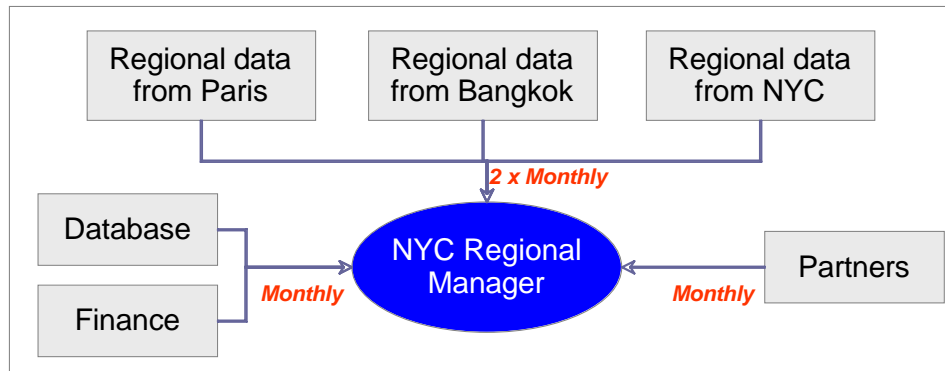 Regional data
from Paris
Regional data
from Bangkok
Regional data
from NYC
2 x Monthly
Database
Finance
Monthly
NYC Regional
Manager
Monthly
Partners